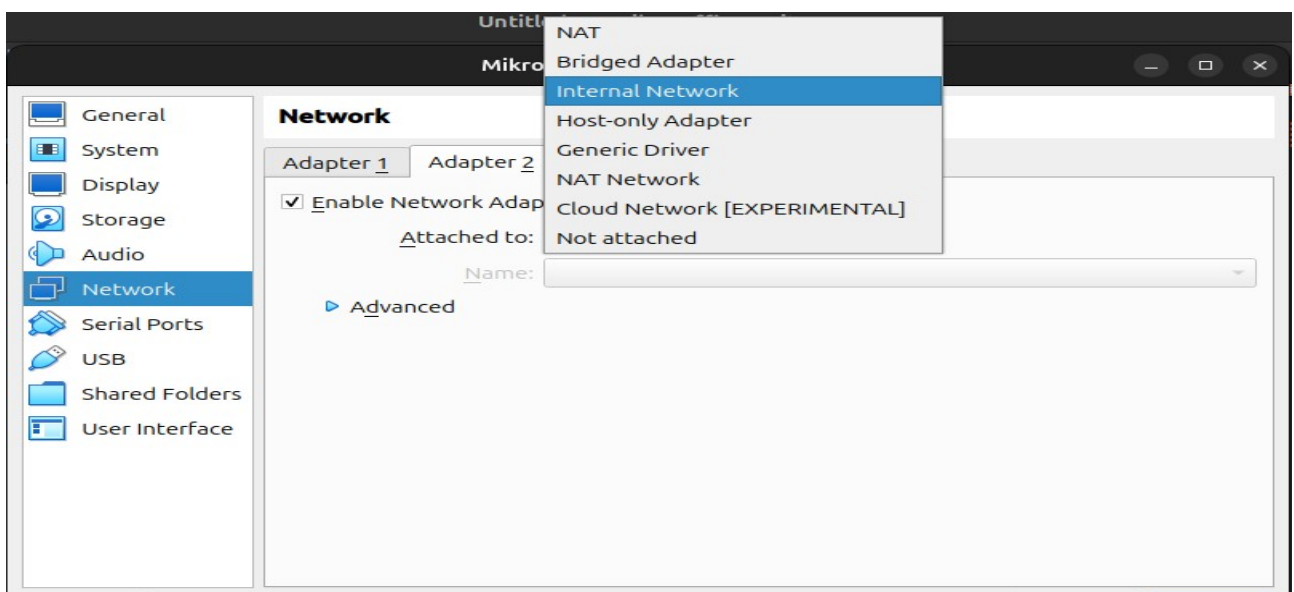 Untitl
Mikro
NAT
Bridged Adapter
Internal Network
Host-only Adapter
Generic Driver
NAT Network
Cloud Network [EXPERIMENTAL]
Not attached
General
System
Display
Storage
Audio
Network
Serial Ports
USB
Shared Folders
User Interface
Network
Adapter 1 Adapter 2
Enable Network Adap
Attached to:
Name:
Advanced